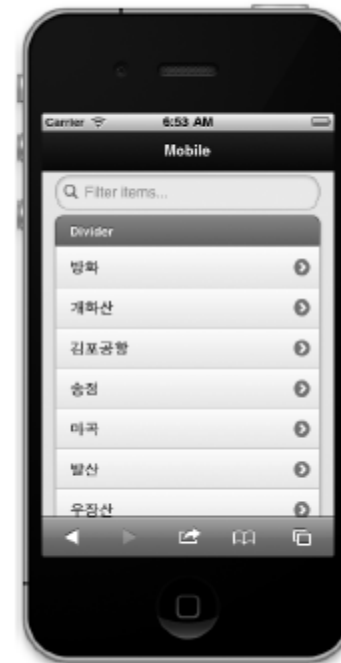 Carrier 6:53 AM
Mobile
Filter items...
Divider
방화
개화산
김포공항
송정
마곡
발산
우장산